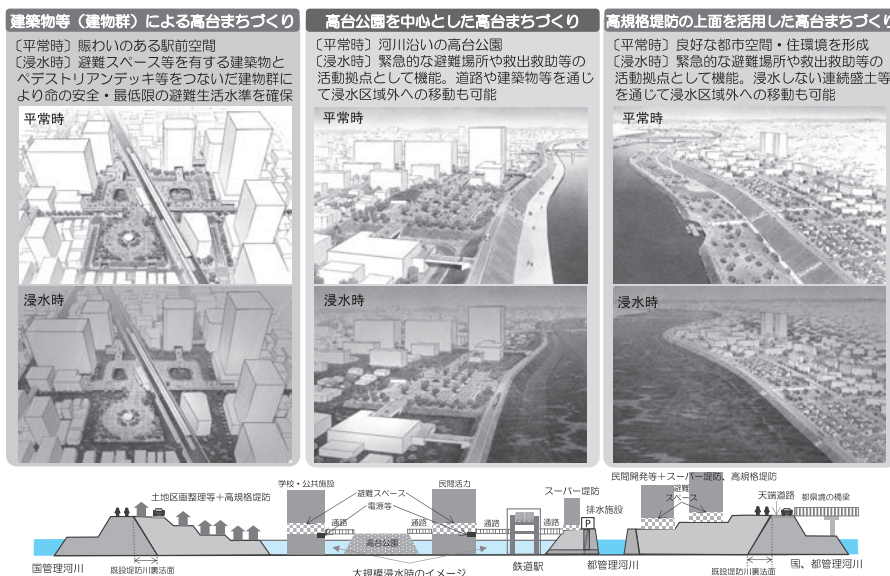 建築物等（建物群）による高台まちづくり
〔平常時〕賑わいのある駅前空間
〔浸水時〕避難スペース等を有する建築物と
ペデストリアンデッキ等をつないだ建物群に
より命の安全・最低限の避難生活水準を確保
平常時
浸水時
高台公園を中心とした高台まちづくり
〔平常時〕河川沿いの高台公園
〔浸水時〕緊急的な避難場所や救出救助等の
活動拠点として機能。道路や建築物等を通じ
て浸水区域外への移動も可能
平常時
浸水時
高規格堤防の上面を活用した高台まちづくり
〔平常時〕良好な都市空間・住環境を形成
〔浸水時〕緊急的な避難場所や救出救助等の
活動拠点として機能。浸水しない連続盛土等
を通じて浸水区域外への移動も可能
平常時
浸水時
土地区画整理等＋高規格堤防
国管理河川
既設堤防川裏法面
学校・公共施設
避難スペース
電源等
民間活力
通路
高台公園
通路
通路
大規模浸水時のイメージ
鉄道駅
スーパー堤防
排水施設
P
都管理河川
民間開発等＋スーパー堤防、高規格堤防
避難
スペース
天端道路
都県境の橋梁
既設堤防川裏法面
国、都管理河川